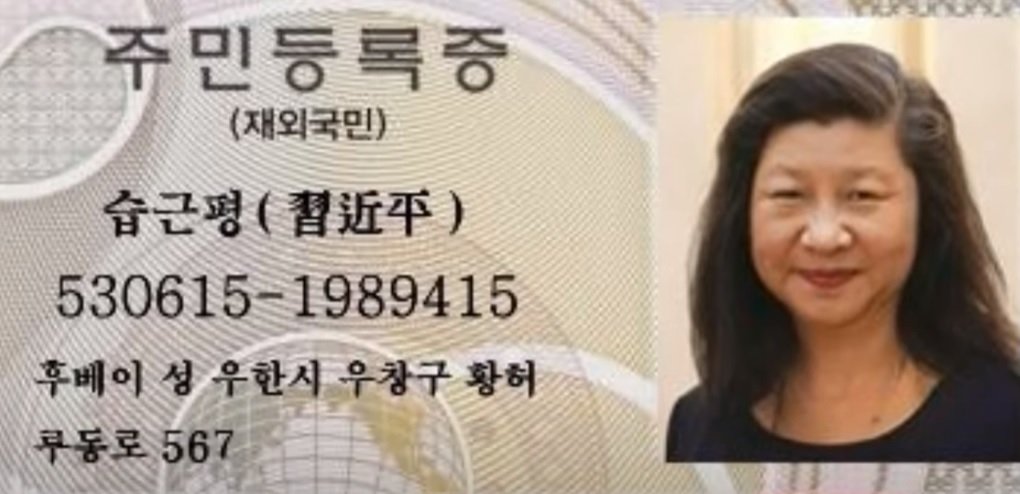 주민등록증
(재외국민)
습근평(習近平)
530615-1989415
후베이 성 우한시 우창구 황허
루동로 567